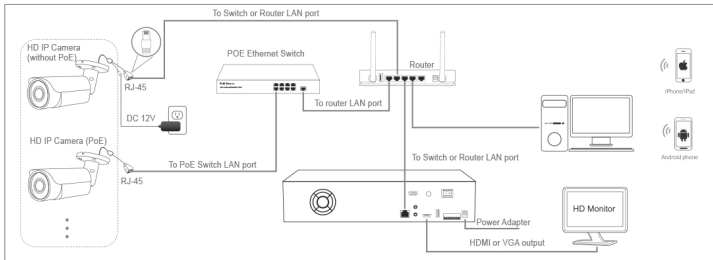 To Switch or Router LAN port
HD IP Camera
(without PoE)
POE Ethernet Switch
Router
RJ-45
iPhone/iPad
To router LAN port
DC 12V
HD IP Camera (PoE)
To PoE Switch LAN port
To Switch or Router LAN port
Android phone
RJ-45
HD Monitor
Power Adapter
HDMI or VGA output